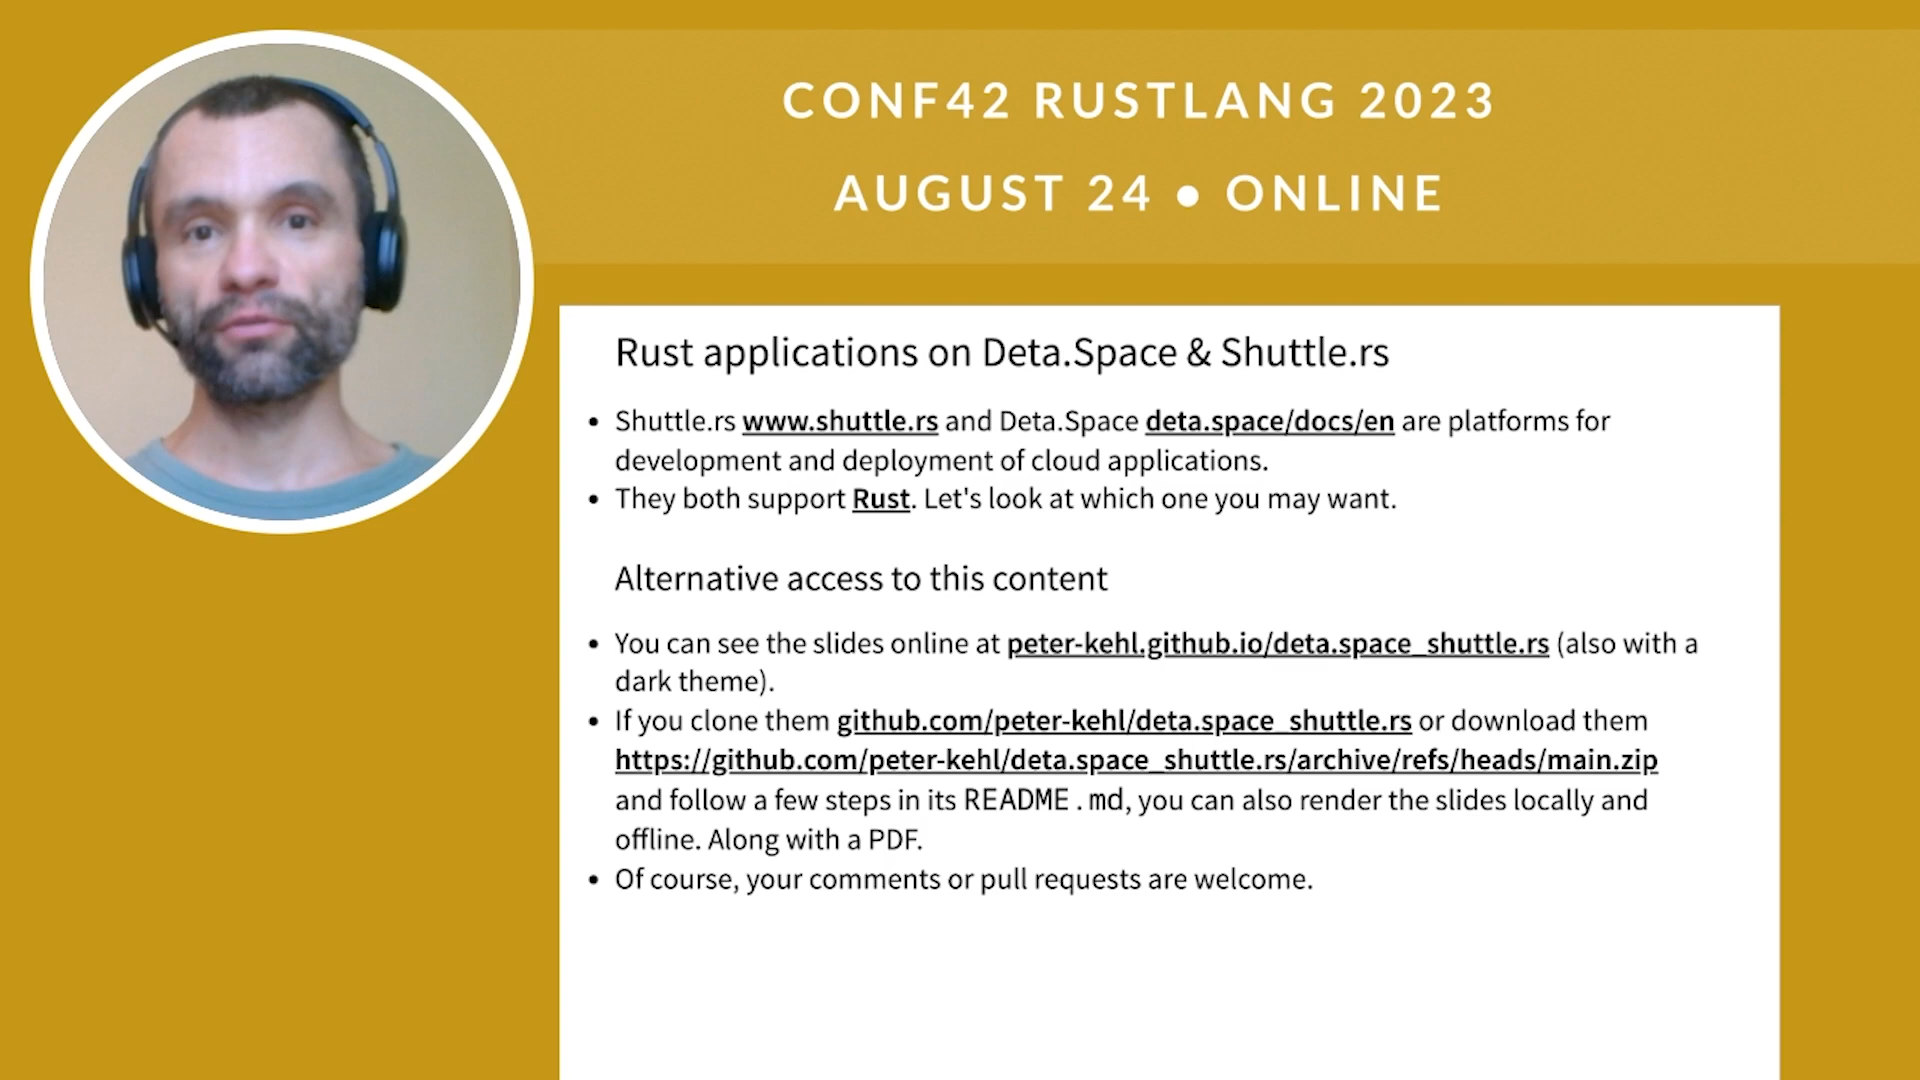 CONF42 RUSTLANG 2023
AUGUST 24 ● ONLINE
Rust applications on Deta.Space & Shuttle.rs
• Shuttle.rs www.shuttle.rs and Deta.Space deta.space/docs/en are platforms for
development and deployment of cloud applications.
• They both support Rust. Let's look at which one you may want.
Alternative access to this content
• You can see the slides online at peter-kehl.github.io/deta.space_shuttle.rs (also with a
dark theme).
• If you clone them github.com/peter-kehl/deta.space_shuttle.rs or download them
https://github.com/peter-kehl/deta.space_shuttle.rs/archive/refs/heads/main.zip
and follow a few steps in its README.md, you can also render the slides locally and
offline. Along with a PDF.
• Of course, your comments or pull requests are welcome.